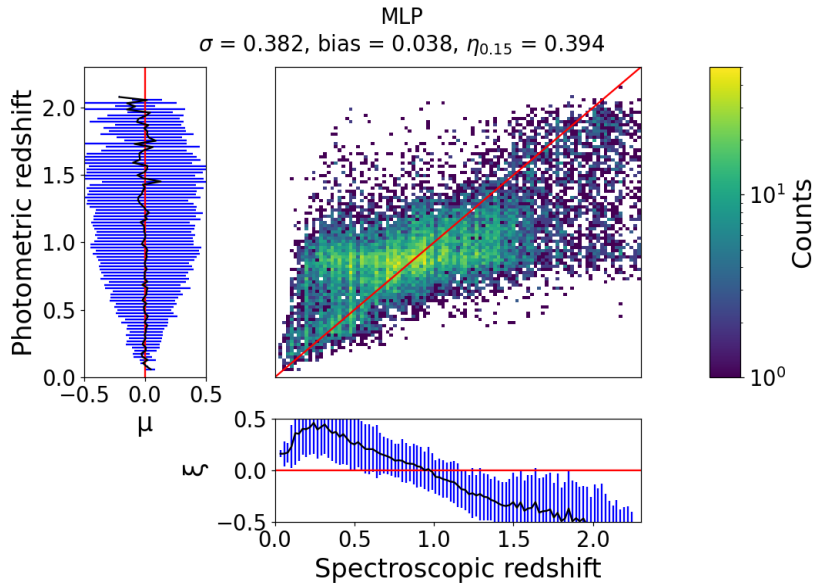 MLP
σ = 0.382, bias = 0.038, η0.15 = 0.394
Photometric redshift
2.0
1.5
1.0
0.5
0.0
−0.5 0.0 0.5
μ
10¹
10⁰
Counts
ξ
0.5
0.0
−0.5
0.0 0.5 1.0 1.5 2.0
Spectroscopic redshift